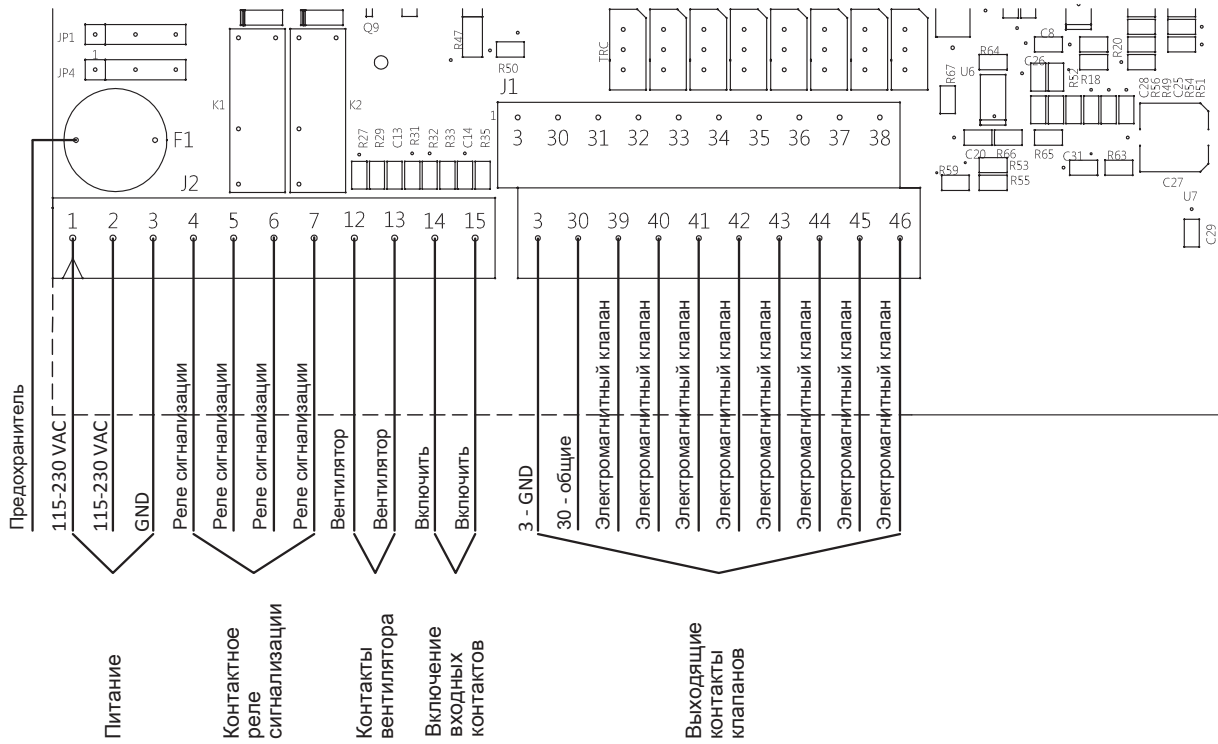 JP1
1
JP4
F1
J2
K1
K2
Q9
R47
R50
R27
R29
C13
R31
R32
R33
C14
R35
TRC
J1
1
3 30 31 32 33 34 35 36 37 38
C8
R64
C26
R52
R18
R20
R67
U6
C28
R56
R49
C25
R54
R51
C20
R66
R65
C31
R63
R59
R53
R55
C27
U7
C29
1 2 3 4 5 6 7 12 13 14 15
3 30 39 40 41 42 43 44 45 46
Предохранитель
115-230 VAC
115-230 VAC
GND
Реле сигнализации
Реле сигнализации
Реле сигнализации
Реле сигнализации
Вентилятор
Вентилятор
Включить
Включить
3 - GND
30 - общие
Электромагнитный клапан
Электромагнитный клапан
Электромагнитный клапан
Электромагнитный клапан
Электромагнитный клапан
Электромагнитный клапан
Электромагнитный клапан
Электромагнитный клапан
Питание
Контактное
реле
сигнализации
Контакты
вентилятора
Включение
входных
контактов
Выходящие
контакты
клапанов